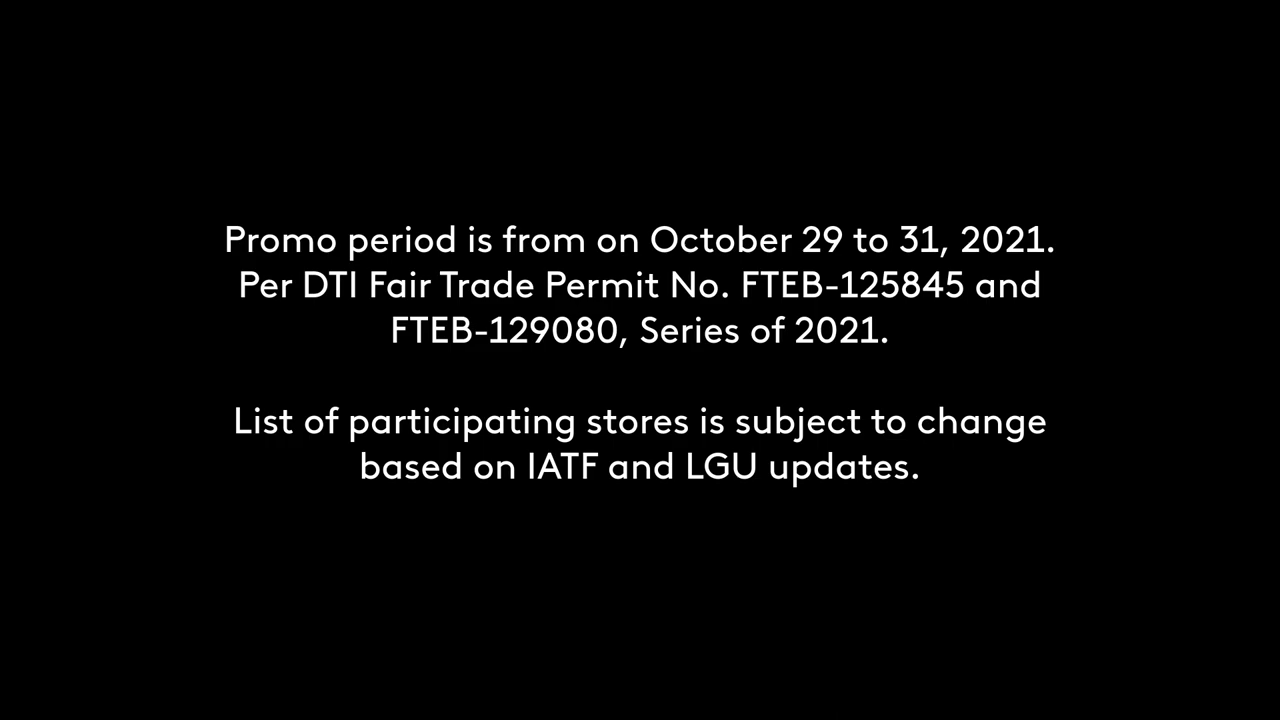 Promo period is from on October 29 to 31, 2021.
Per DTI Fair Trade Permit No. FTEB-125845 and
FTEB-129080, Series of 2021.
List of participating stores is subject to change
based on IATF and LGU updates.